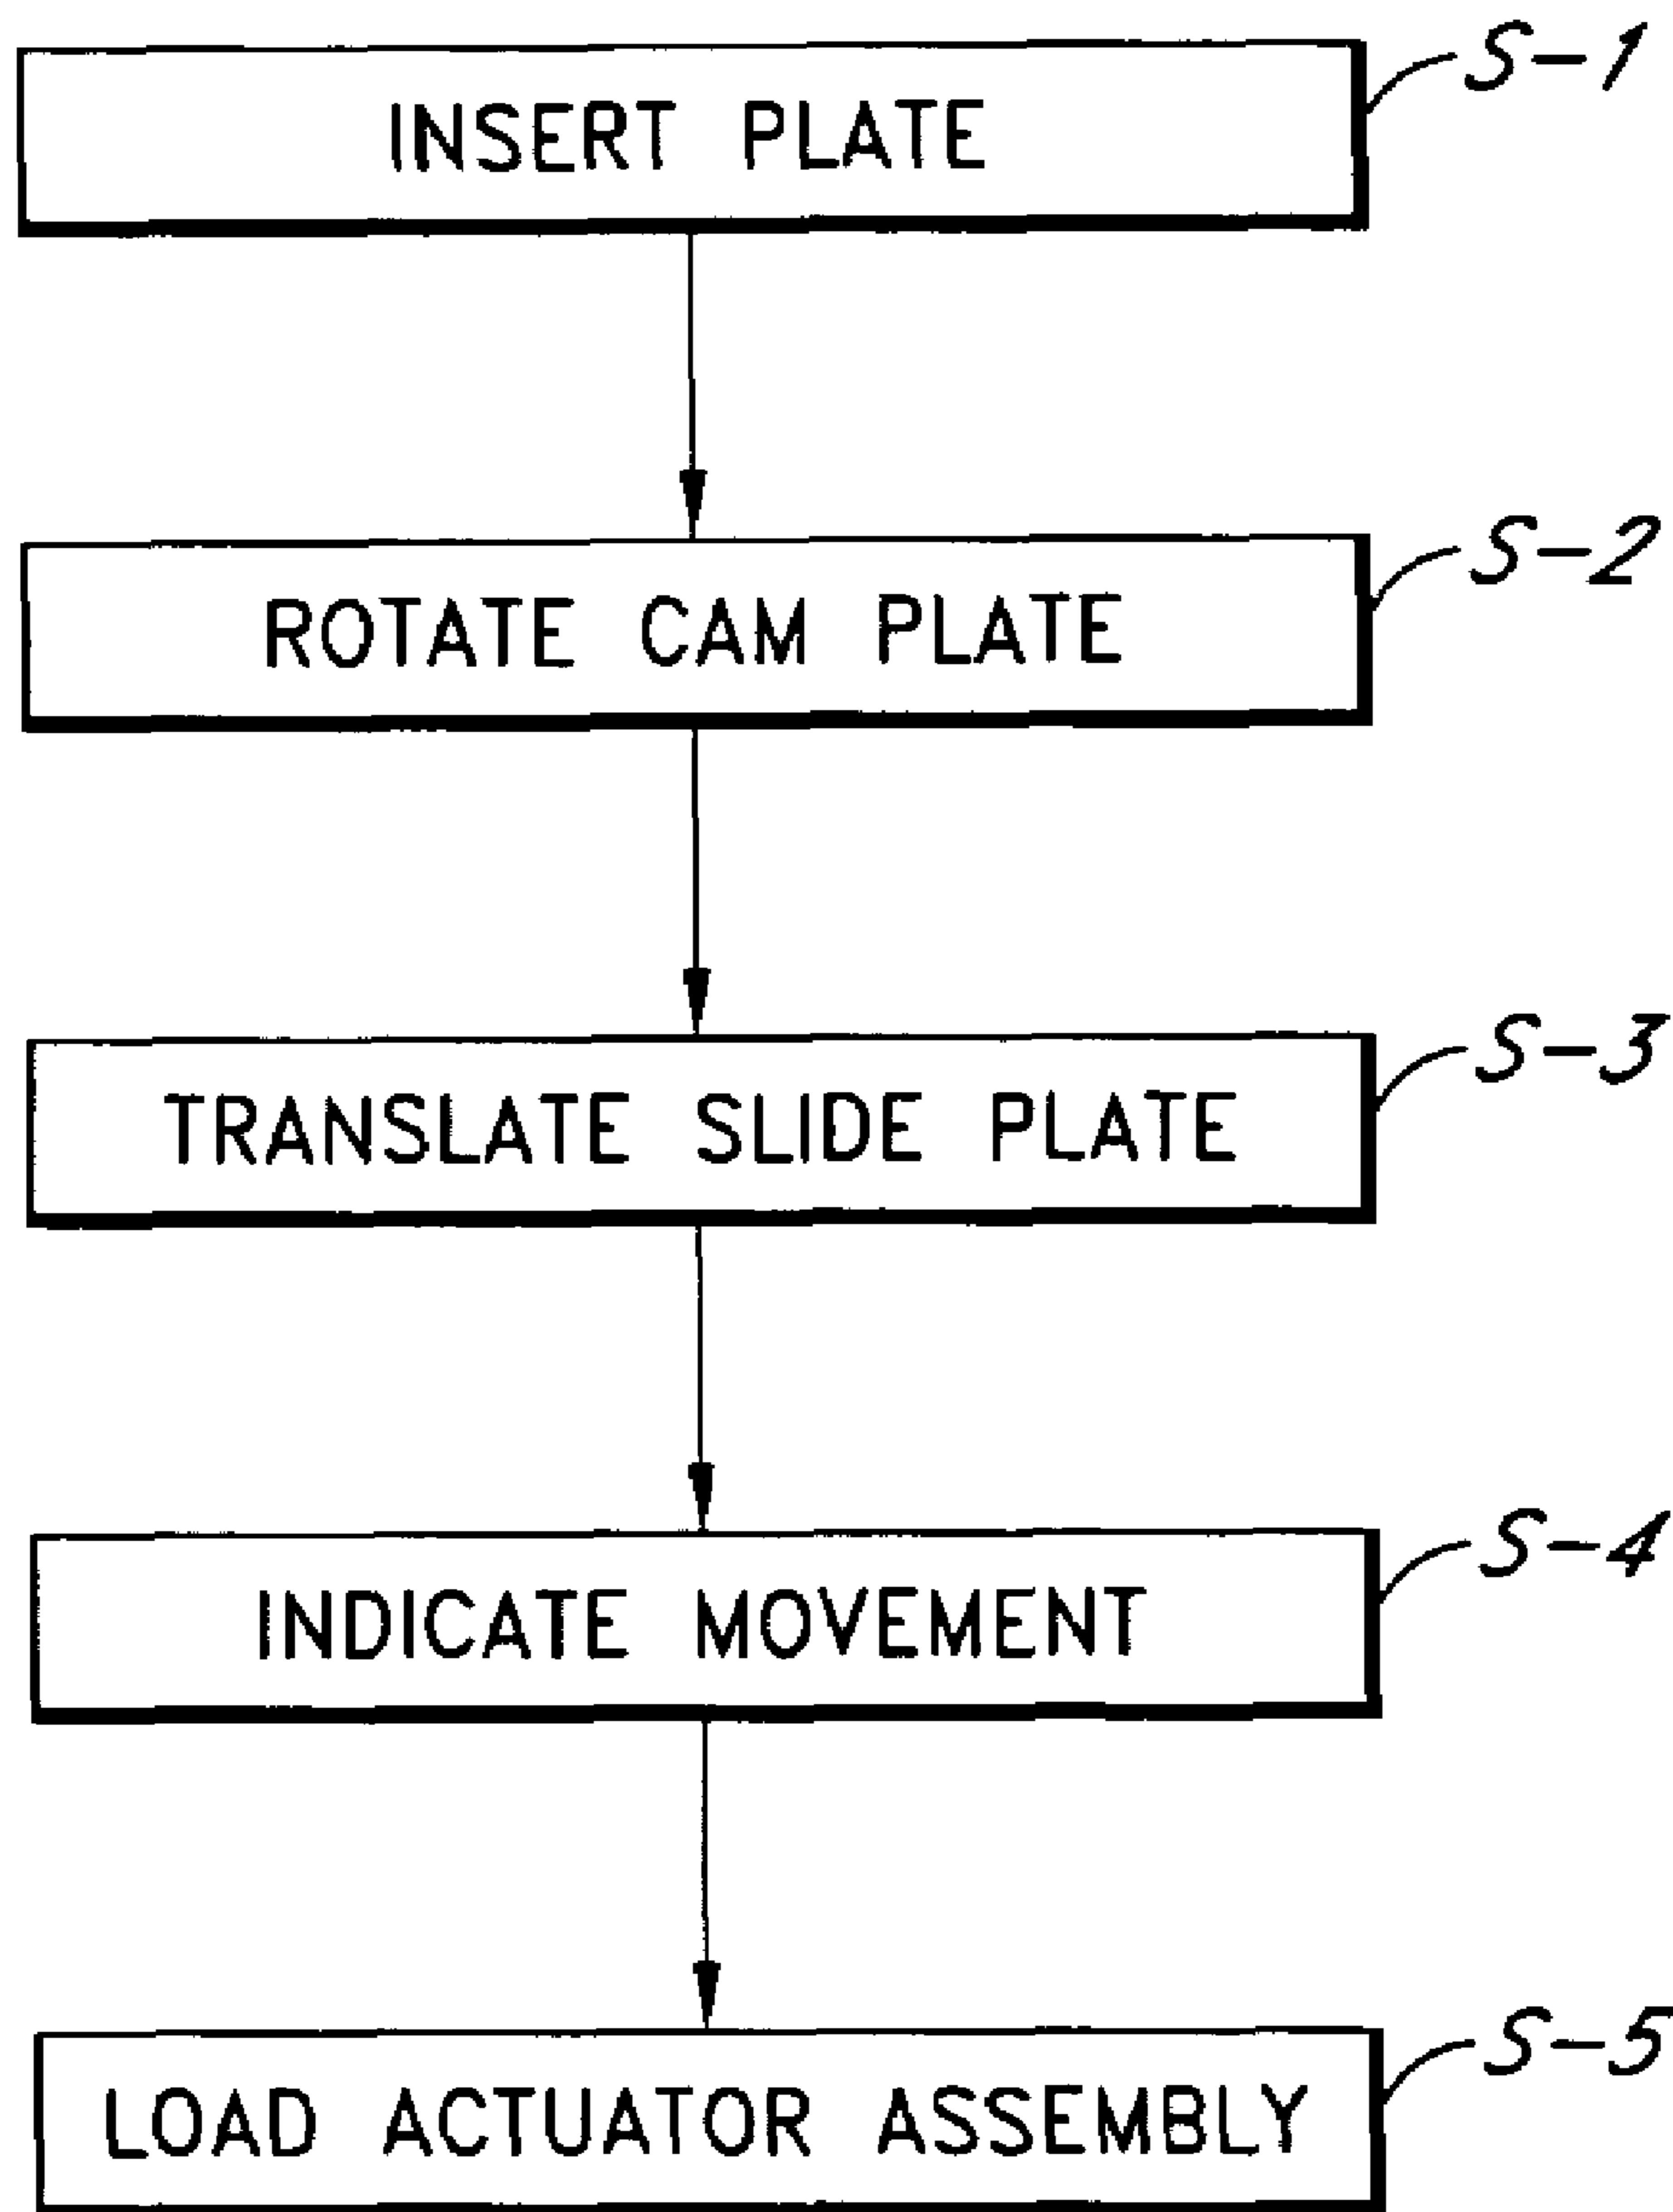 INSERT PLATE
S-1
ROTATE CAM PLATE
S-2
TRANSLATE SLIDE PLATE
S-3
INDICATE MOVEMENT
S-4
LOAD ACTUATOR ASSEMBLY
S-5